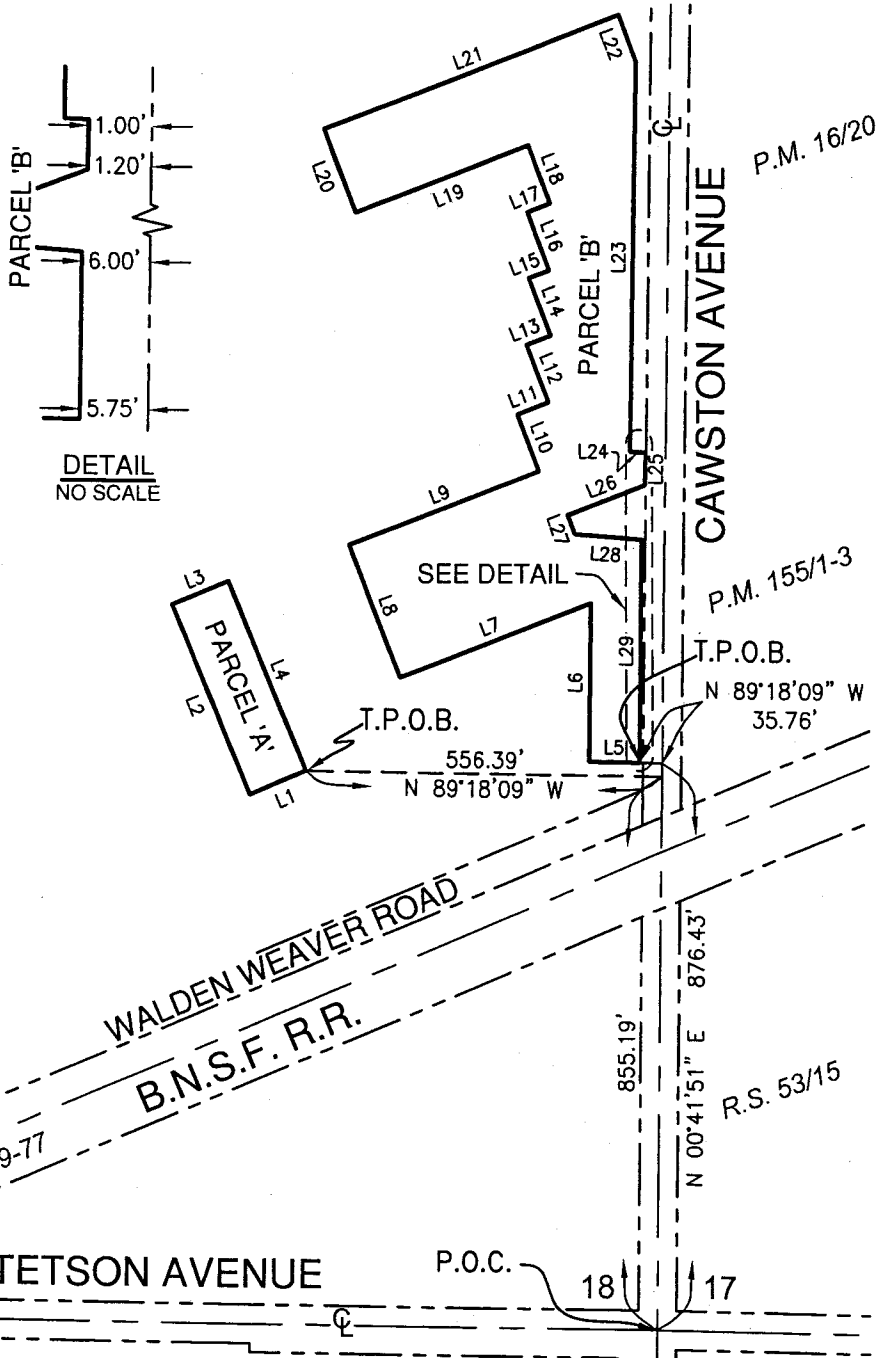 L22
L21
1.00'
℄
P.M. 16/20
1.20'
PARCEL 'B'
L20
L18
L19
L17
L16
CAWSTON AVENUE
6.00'
L15
L23
PARCEL 'B'
L14
L13
L12
5.75'
L11
L10
DETAIL
NO SCALE
L24
L25
L9
L26
L27
L28
SEE DETAIL
P.M. 155/1-3
L3
L8
L7
PARCEL 'A'
L4
L29
T.P.O.B.
L6
L2
N 89°18'09" W
35.76'
T.P.O.B.
L5
556.39'
N 89°18'09" W
L1
WALDEN WEAVER ROAD
B.N.S.F. R.R.
855.19'
N 00°41'51" E 876.43'
R.S. 53/15
9-77
TETSON AVENUE
P.O.C.
18
17
℄